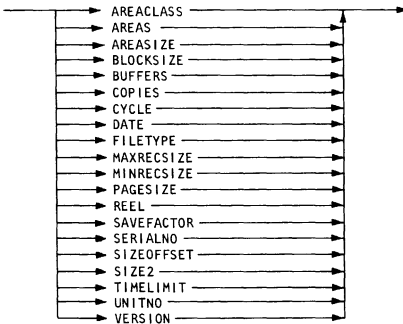 AREACLASS
AREAS
AREASIZE
BLOCKSIZE
BUFFERS
COPIES
CYCLE
DATE
FILETYPE
MAXRECSIZE
MINRECSIZE
PAGESIZE
REEL
SAVEFACTOR
SERIALNO
SIZEOFFSET
SIZE2
TIMELIMIT
UNITNO
VERSION